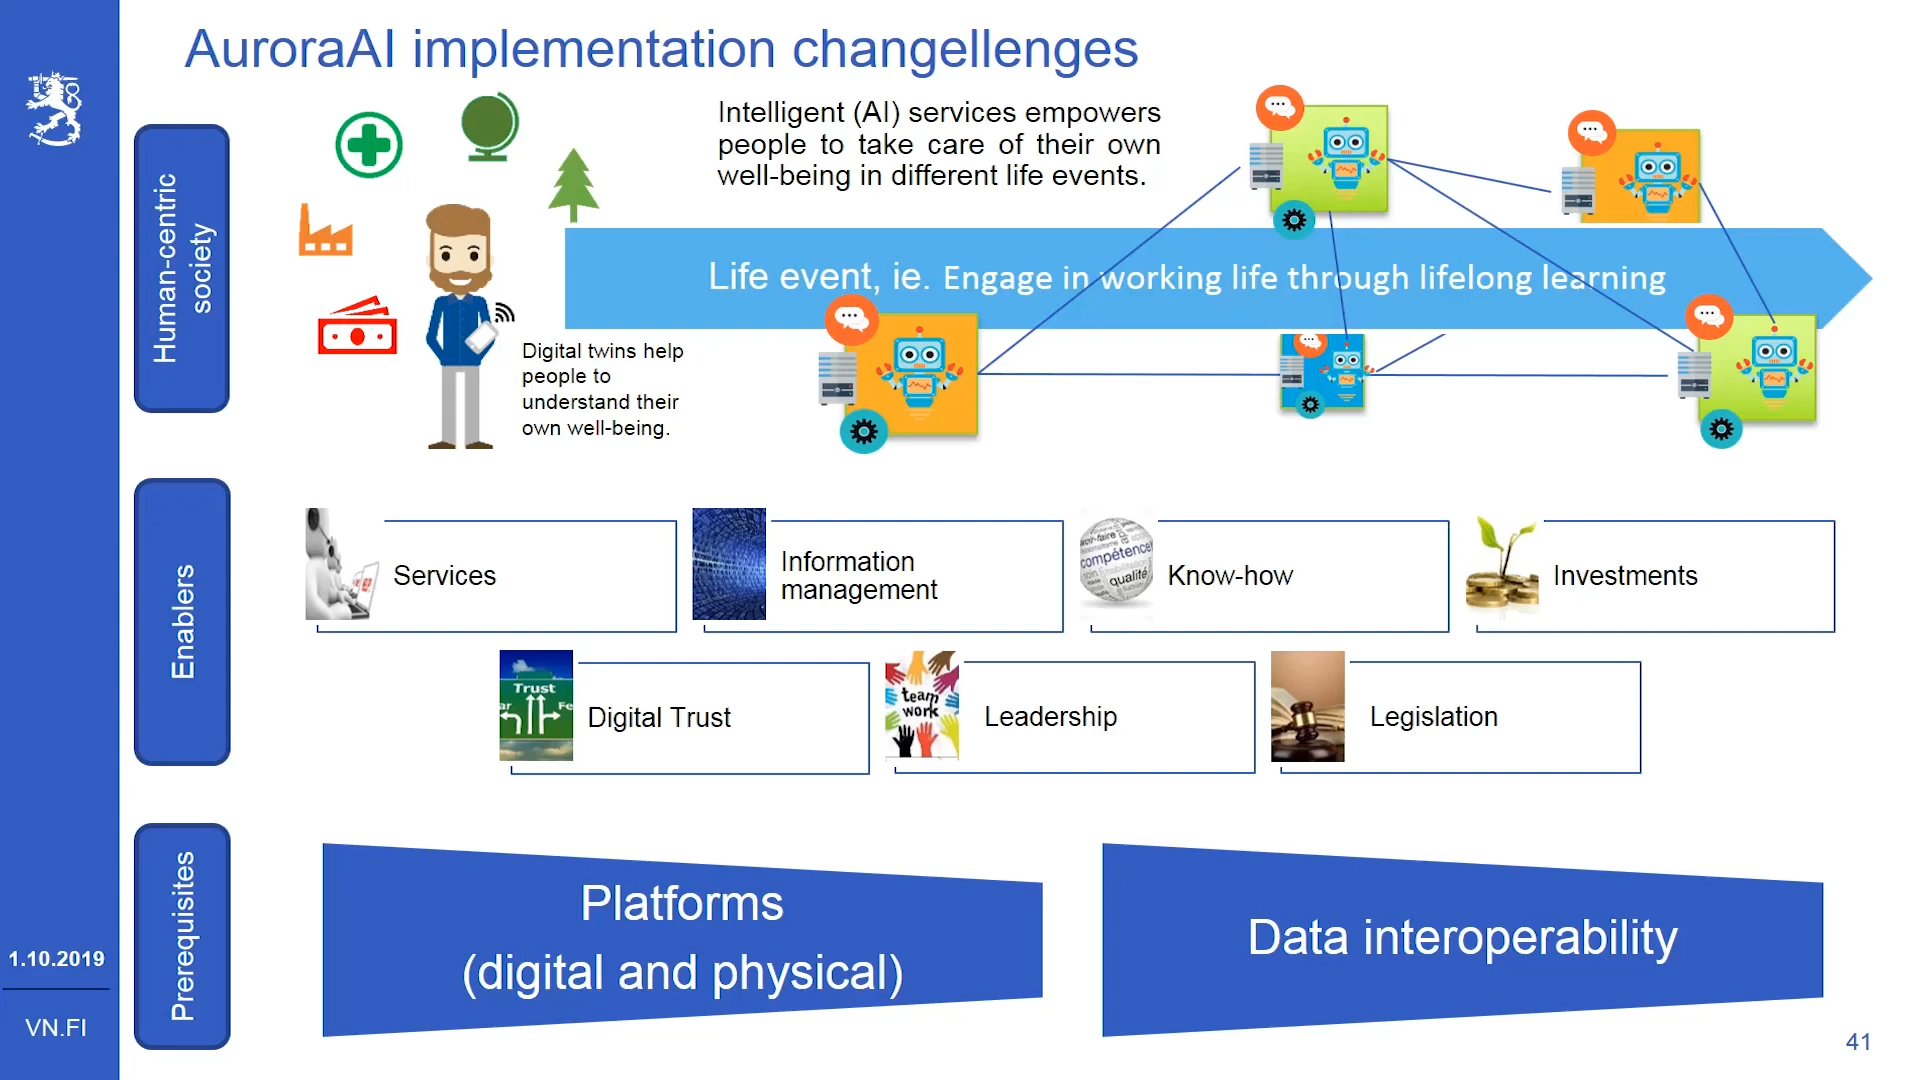 AuroraAI implementation changellenges
Human-centric
society
Intelligent (AI) services empowers
people to take care of their own
well-being in different life events.
Life event, ie. Engage in working life through lifelong learning
Digital twins help
people to
understand their
own well-being.
Enablers
Services
Information
management
compétence
qualité
Know-how
Investments
Trust
Digital Trust
team
work
Leadership
Legislation
Prerequisites
Platforms
(digital and physical)
Data interoperability
1.10.2019
VN.FI
41